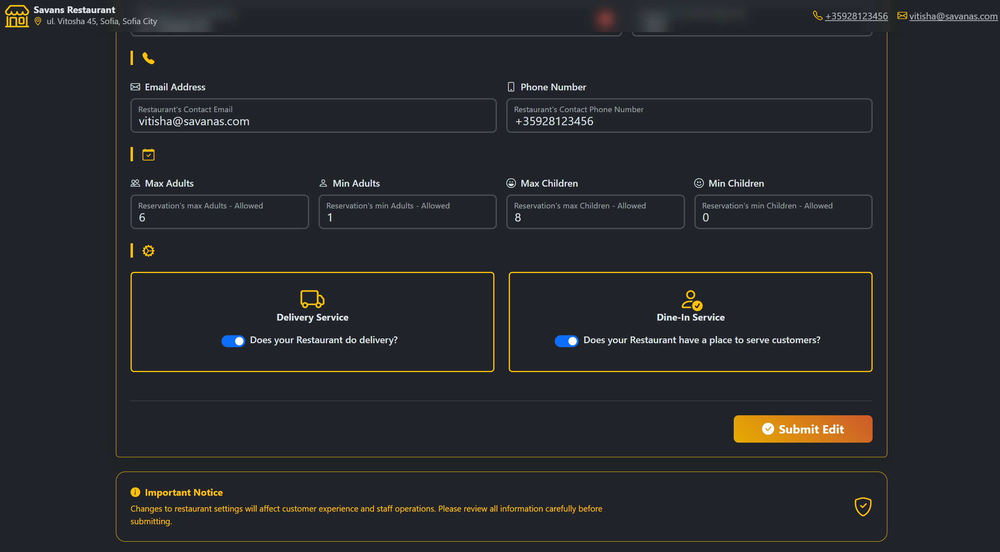 Savans Restaurant
ul. Vitosha 45, Sofia, Sofia City
+35928123456
vitisha@savanas.com
Email Address
Phone Number
Restaurant's Contact Email
vitisha@savanas.com
Restaurant's Contact Phone Number
+35928123456
Max Adults
Min Adults
Max Children
Min Children
Reservation's max Adults - Allowed
6
Reservation's min Adults - Allowed
1
Reservation's max Children - Allowed
8
Reservation's min Children - Allowed
0
Delivery Service
Does your Restaurant do delivery?
Dine-In Service
Does your Restaurant have a place to serve customers?
Submit Edit
Important Notice
Changes to restaurant settings will affect customer experience and staff operations. Please review all information carefully before
submitting.